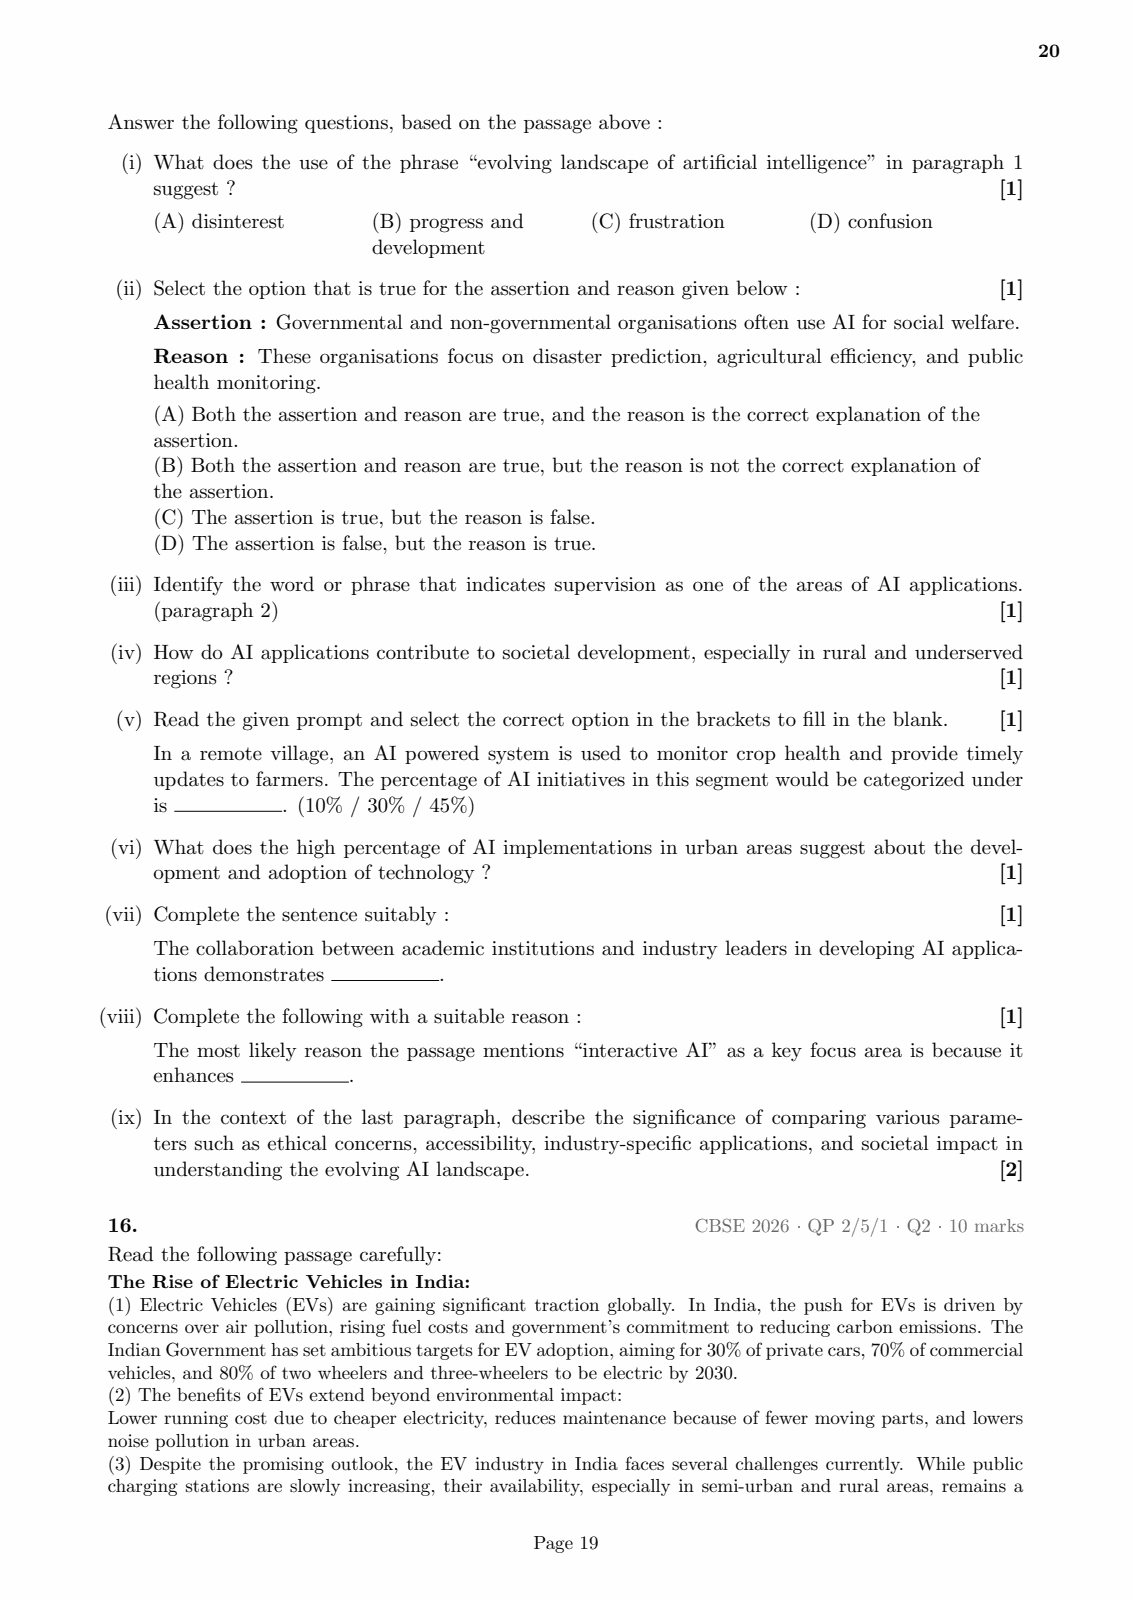 20
Answer the following questions, based on the passage above :
(i) What does the use of the phrase “evolving landscape of artificial intelligence” in paragraph 1
suggest ? [1]
(A) disinterest (B) progress and (C) frustration (D) confusion
development
(ii) Select the option that is true for the assertion and reason given below : [1]
Assertion : Governmental and non-governmental organisations often use AI for social welfare.
Reason : These organisations focus on disaster prediction, agricultural efficiency, and public
health monitoring.
(A) Both the assertion and reason are true, and the reason is the correct explanation of the
assertion.
(B) Both the assertion and reason are true, but the reason is not the correct explanation of
the assertion.
(C) The assertion is true, but the reason is false.
(D) The assertion is false, but the reason is true.
(iii) Identify the word or phrase that indicates supervision as one of the areas of AI applications.
(paragraph 2) [1]
(iv) How do AI applications contribute to societal development, especially in rural and underserved
regions ? [1]
(v) Read the given prompt and select the correct option in the brackets to fill in the blank. [1]
In a remote village, an AI powered system is used to monitor crop health and provide timely
updates to farmers. The percentage of AI initiatives in this segment would be categorized under
is __________. (10% / 30% / 45%)
(vi) What does the high percentage of AI implementations in urban areas suggest about the devel-
opment and adoption of technology ? [1]
(vii) Complete the sentence suitably : [1]
The collaboration between academic institutions and industry leaders in developing AI applica-
tions demonstrates __________.
(viii) Complete the following with a suitable reason : [1]
The most likely reason the passage mentions “interactive AI” as a key focus area is because it
enhances __________.
(ix) In the context of the last paragraph, describe the significance of comparing various parame-
ters such as ethical concerns, accessibility, industry-specific applications, and societal impact in
understanding the evolving AI landscape. [2]
16. CBSE 2026 · QP 2/5/1 · Q2 · 10 marks
Read the following passage carefully:
The Rise of Electric Vehicles in India:
(1) Electric Vehicles (EVs) are gaining significant traction globally. In India, the push for EVs is driven by
concerns over air pollution, rising fuel costs and government’s commitment to reducing carbon emissions. The
Indian Government has set ambitious targets for EV adoption, aiming for 30% of private cars, 70% of commercial
vehicles, and 80% of two wheelers and three-wheelers to be electric by 2030.
(2) The benefits of EVs extend beyond environmental impact:
Lower running cost due to cheaper electricity, reduces maintenance because of fewer moving parts, and lowers
noise pollution in urban areas.
(3) Despite the promising outlook, the EV industry in India faces several challenges currently. While public
charging stations are slowly increasing, their availability, especially in semi-urban and rural areas, remains a
Page 19